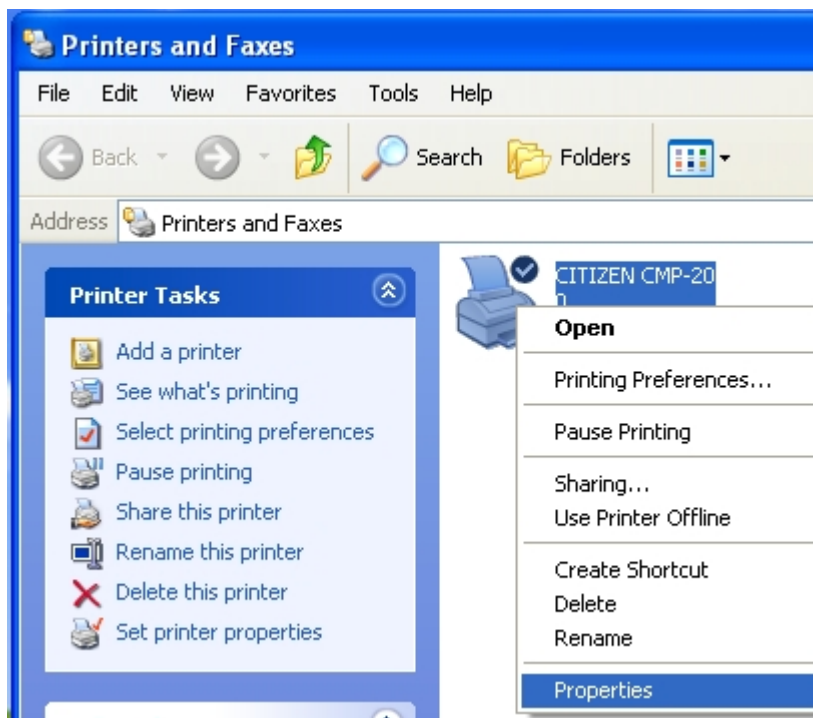 Printers and Faxes
File Edit View Favorites Tools Help
Back Search Folders
Address Printers and Faxes
Printer Tasks
Add a printer
See what's printing
Select printing preferences
Pause printing
Share this printer
Rename this printer
Delete this printer
Set printer properties
CITIZEN CMP-20
0
Open
Printing Preferences...
Pause Printing
Sharing...
Use Printer Offline
Create Shortcut
Delete
Rename
Properties